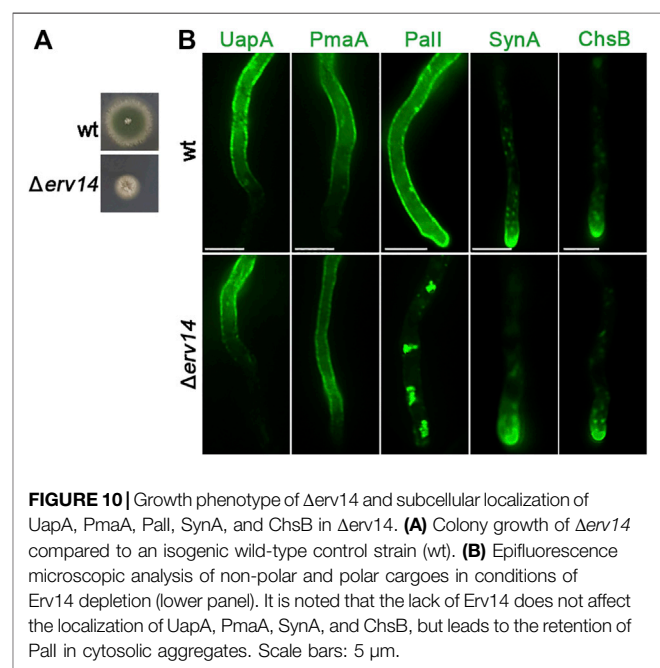 A
B
UapA PmaA PalI SynA ChsB
wt
Δerv14
wt
Δerv14
FIGURE 10 | Growth phenotype of Δerv14 and subcellular localization of
UapA, PmaA, PalI, SynA, and ChsB in Δerv14. (A) Colony growth of Δerv14
compared to an isogenic wild-type control strain (wt). (B) Epifluorescence
microscopic analysis of non-polar and polar cargoes in conditions of
Erv14 depletion (lower panel). It is noted that the lack of Erv14 does not affect
the localization of UapA, PmaA, SynA, and ChsB, but leads to the retention of
PalI in cytosolic aggregates. Scale bars: 5 μm.